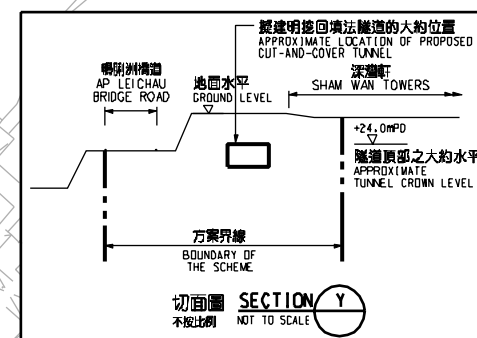 擬建明挖回填法隧道的大約位置
APPROXIMATE LOCATION OF PROPOSED
CUT-AND-COVER TUNNEL
鴨脷洲橋道
AP LEI CHAU
BRIDGE ROAD
地面水平
GROUND LEVEL
深灣軒
SHAM WAN TOWERS
+24.0mPD
隧道頂部之大約水平
APPROXIMATE
TUNNEL CROWN LEVEL
方案界線
BOUNDARY OF
THE SCHEME
切面圖 SECTION Y
不按比例 NOT TO SCALE